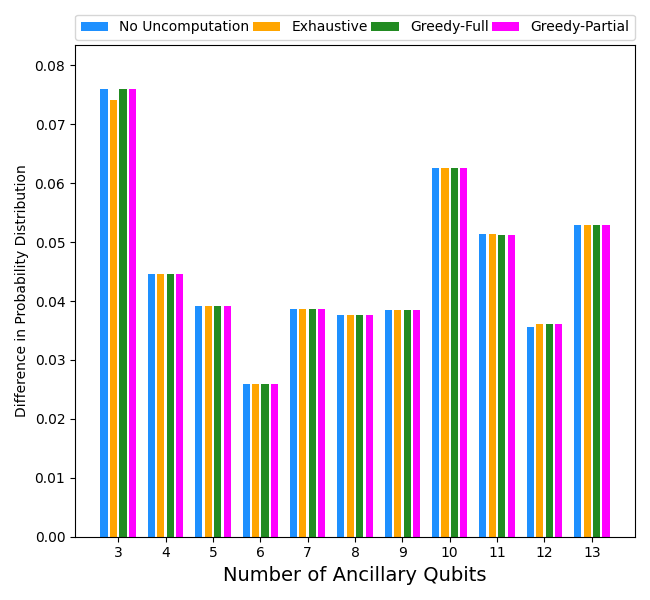 No Uncomputation Exhaustive Greedy-Full Greedy-Partial
Difference in Probability Distribution
0.08
0.07
0.06
0.05
0.04
0.03
0.02
0.01
0.00
3 4 5 6 7 8 9 10 11 12 13
Number of Ancillary Qubits